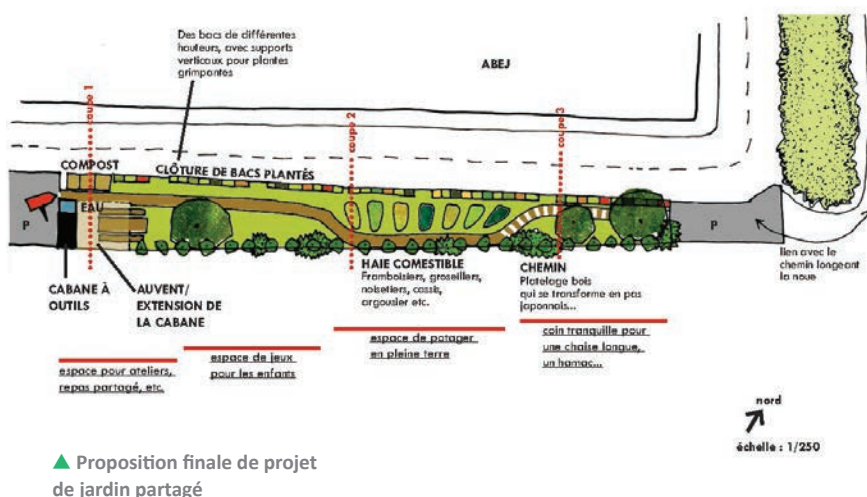 Des bacs de différentes
hauteurs, avec supports
verticaux pour plantes
grimpantes
ABEJ
coupe 1
coupe 2
coupe 3
COMPOST
CLÔTURE DE BACS PLANTÉS
EAU
P
P
CABANE À
OUTILS
AUVENT/
EXTENSION DE
LA CABANE
HAIE COMESTIBLE
Framboisiers, groseillers,
noisetiers, cassis,
argousier etc.
CHEMIN
Platelage bois
qui se transforme en pas
japonnais...
lien avec le
chemin longeant
la noue
espace pour ateliers,
repas partagé, etc.
espace de jeux
pour les enfants
espace de potager
en pleine terre
coin tranquille pour
une chaise longue,
un hamac...
nord
échelle : 1/250
▲ Proposition finale de projet
de jardin partagé